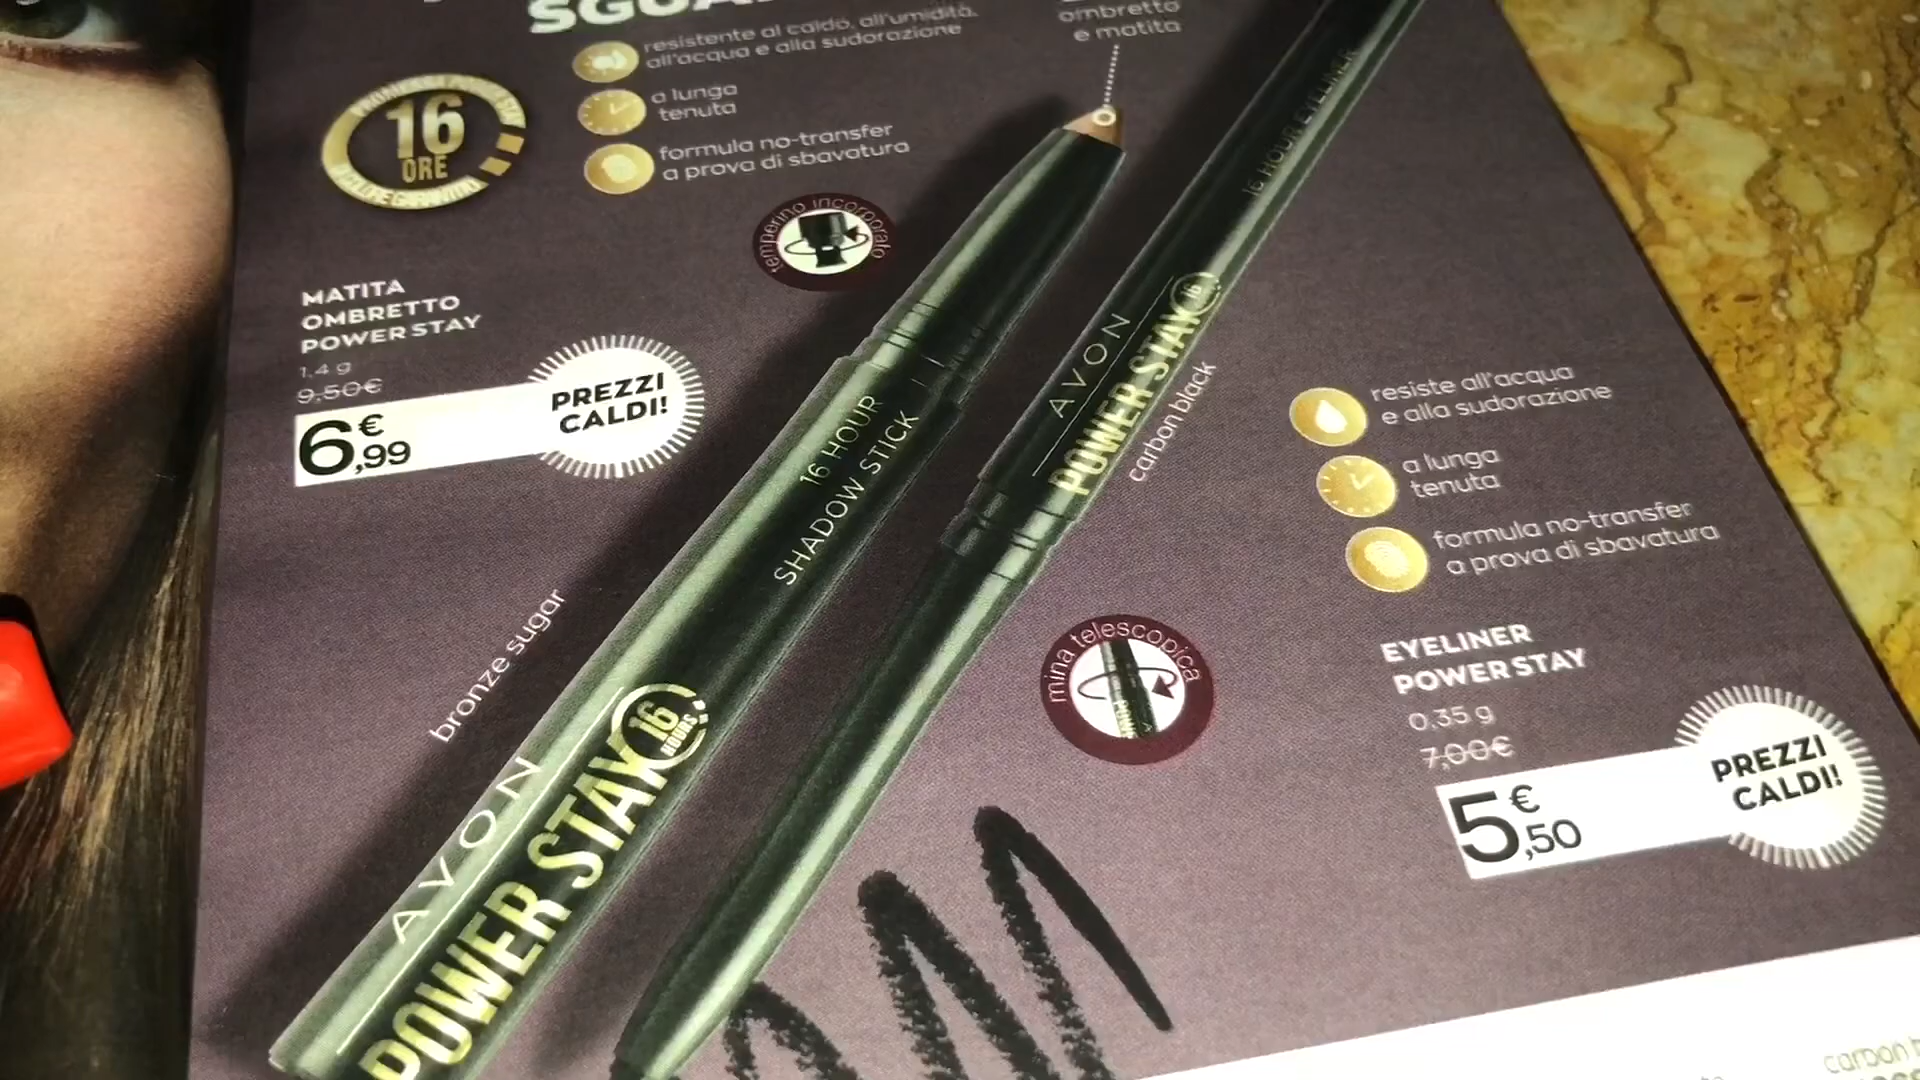 ombretto
e matita
resistente al caldo, all'umidità,
all'acqua e alla sudorazione
a lunga
tenuta
formula no-transfer
a prova di sbavatura
16
ORE
temperino incorporato
MATITA
OMBRETTO
POWER STAY
1,4 g
9,50€
6,99 €
PREZZI
CALDI!
16 HOUR
SHADOW STICK
bronze sugar
AVON
POWER STAY
16
HOURS
16 HOUR EYELINER
AVON
POWER STAY
16
carbon black
resiste all'acqua
e alla sudorazione
a lunga
tenuta
formula no-transfer
a prova di sbavatura
mina telescopica
EYELINER
POWER STAY
0,35 g
7,00€
5,50 €
PREZZI
CALDI!